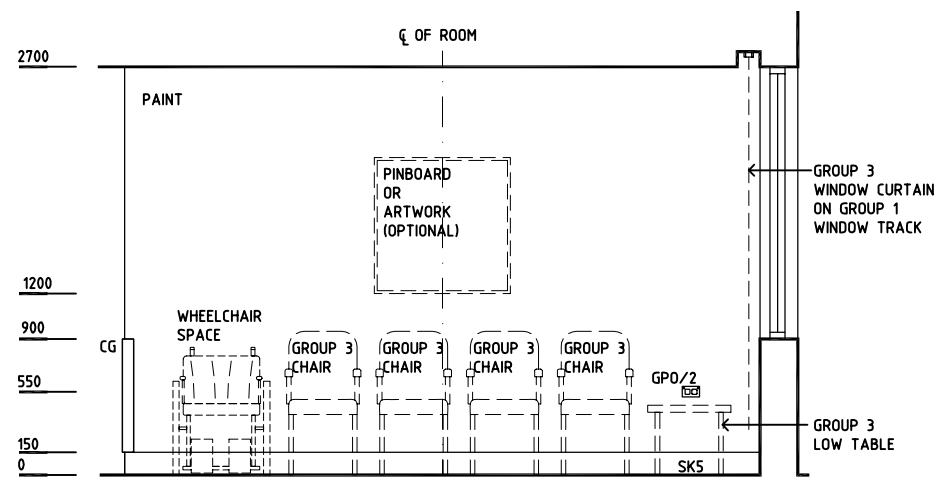 ℄ OF ROOM
2700
PAINT
PINBOARD
OR
ARTWORK
(OPTIONAL)
GROUP 3
WINDOW CURTAIN
ON GROUP 1
WINDOW TRACK
1200
WHEELCHAIR
SPACE
900
CG
GROUP 3
CHAIR
GROUP 3
CHAIR
GROUP 3
CHAIR
GROUP 3
CHAIR
550
GPO/2
GROUP 3
LOW TABLE
150
0
SK5